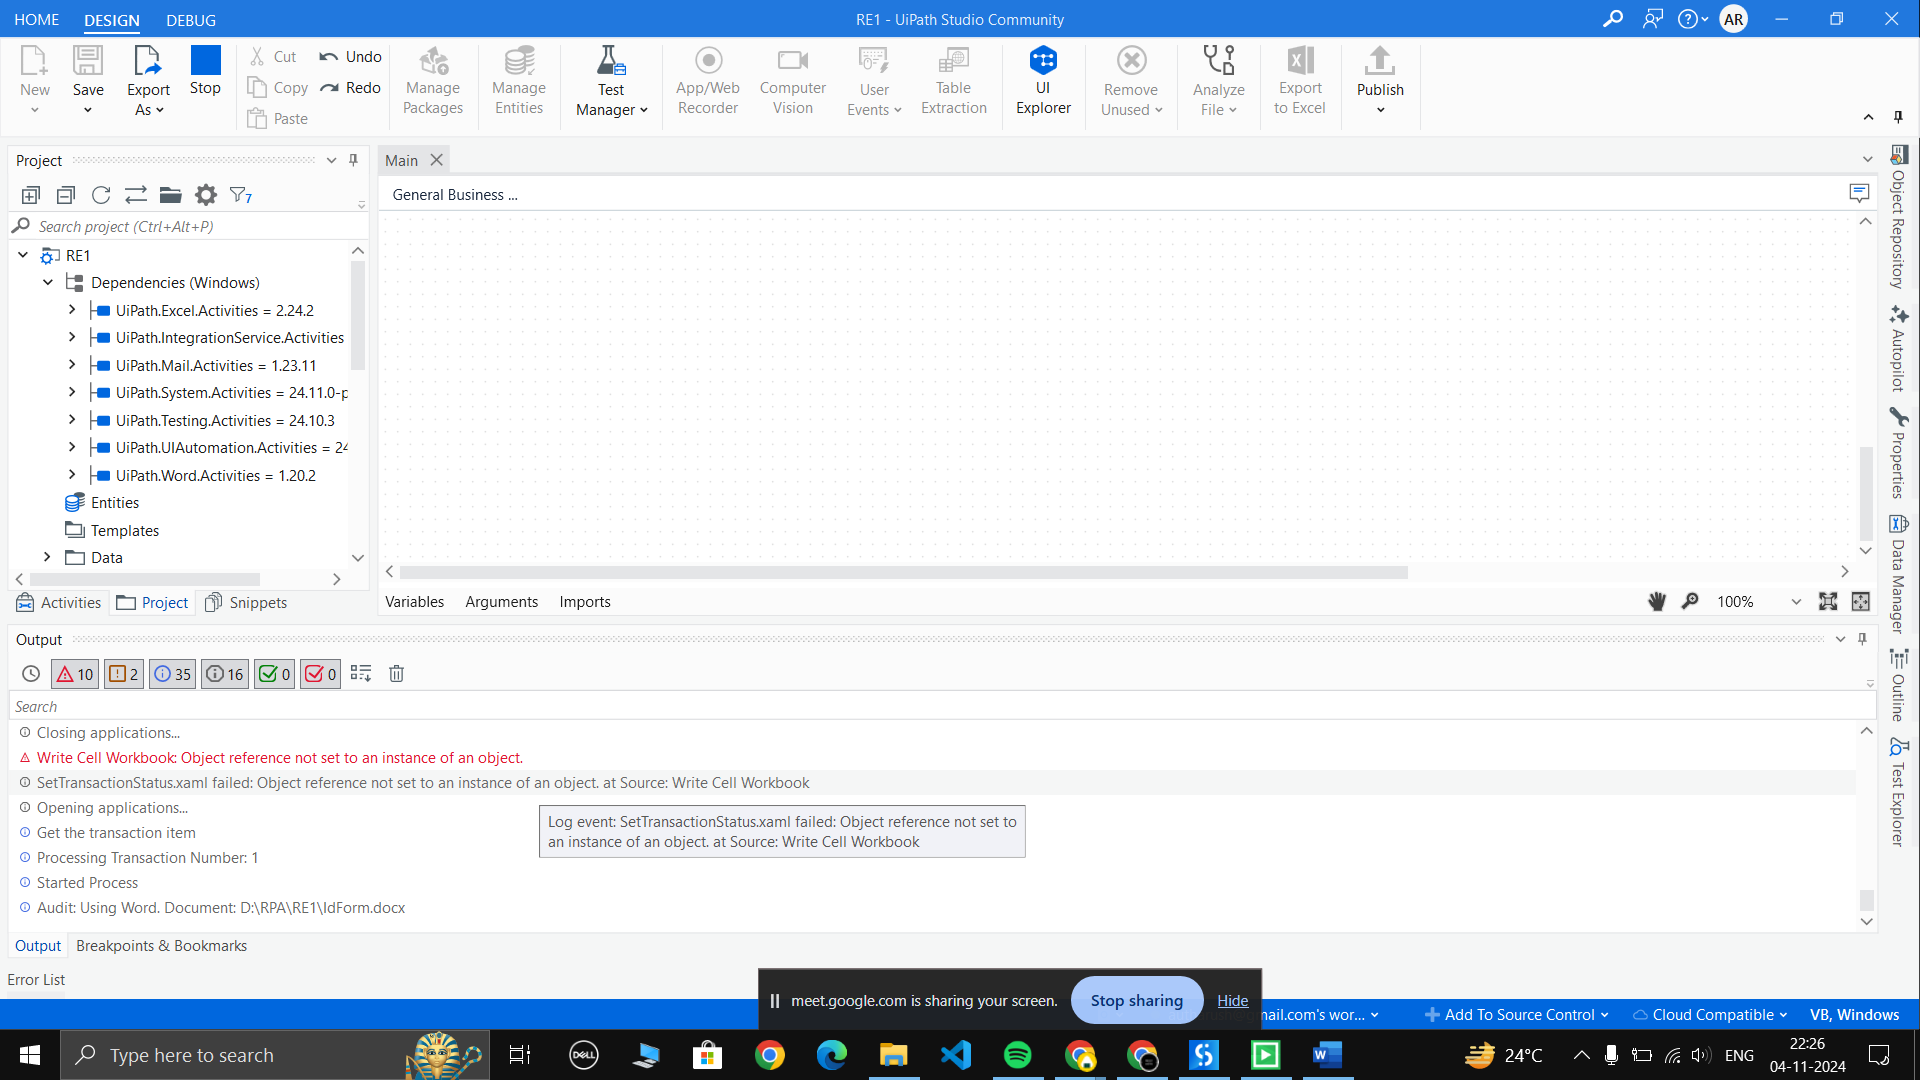 HOME
DESIGN
DEBUG
RE1 - UiPath Studio Community
AR
New
Save
Export As
Stop
Cut
Copy
Paste
Undo
Redo
Manage Packages
Manage Entities
Test Manager
App/Web Recorder
Computer Vision
User Events
Table Extraction
UI Explorer
Remove Unused
Analyze File
Export to Excel
Publish
Project
7
Search project (Ctrl+Alt+P)
RE1
Dependencies (Windows)
UiPath.Excel.Activities = 2.24.2
UiPath.IntegrationService.Activities
UiPath.Mail.Activities = 1.23.11
UiPath.System.Activities = 24.11.0-p
UiPath.Testing.Activities = 24.10.3
UiPath.UIAutomation.Activities = 24
UiPath.Word.Activities = 1.20.2
Entities
Templates
Data
Activities
Project
Snippets
Main
General Business ...
Variables
Arguments
Imports
100%
Object Repository
Autopilot
Properties
Data Manager
Outline
Test Explorer
Output
10
2
35
16
0
0
Search
Closing applications...
Write Cell Workbook: Object reference not set to an instance of an object.
SetTransactionStatus.xaml failed: Object reference not set to an instance of an object. at Source: Write Cell Workbook
Opening applications...
Get the transaction item
Processing Transaction Number: 1
Started Process
Audit: Using Word. Document: D:\RPA\RE1\IdForm.docx
Log event: SetTransactionStatus.xaml failed: Object reference not set to
an instance of an object. at Source: Write Cell Workbook
Output
Breakpoints & Bookmarks
Error List
meet.google.com is sharing your screen.
Stop sharing
Hide
gmail.com's wor...
Add To Source Control
Cloud Compatible
VB, Windows
Type here to search
DELL
24°C
ENG
22:26
04-11-2024